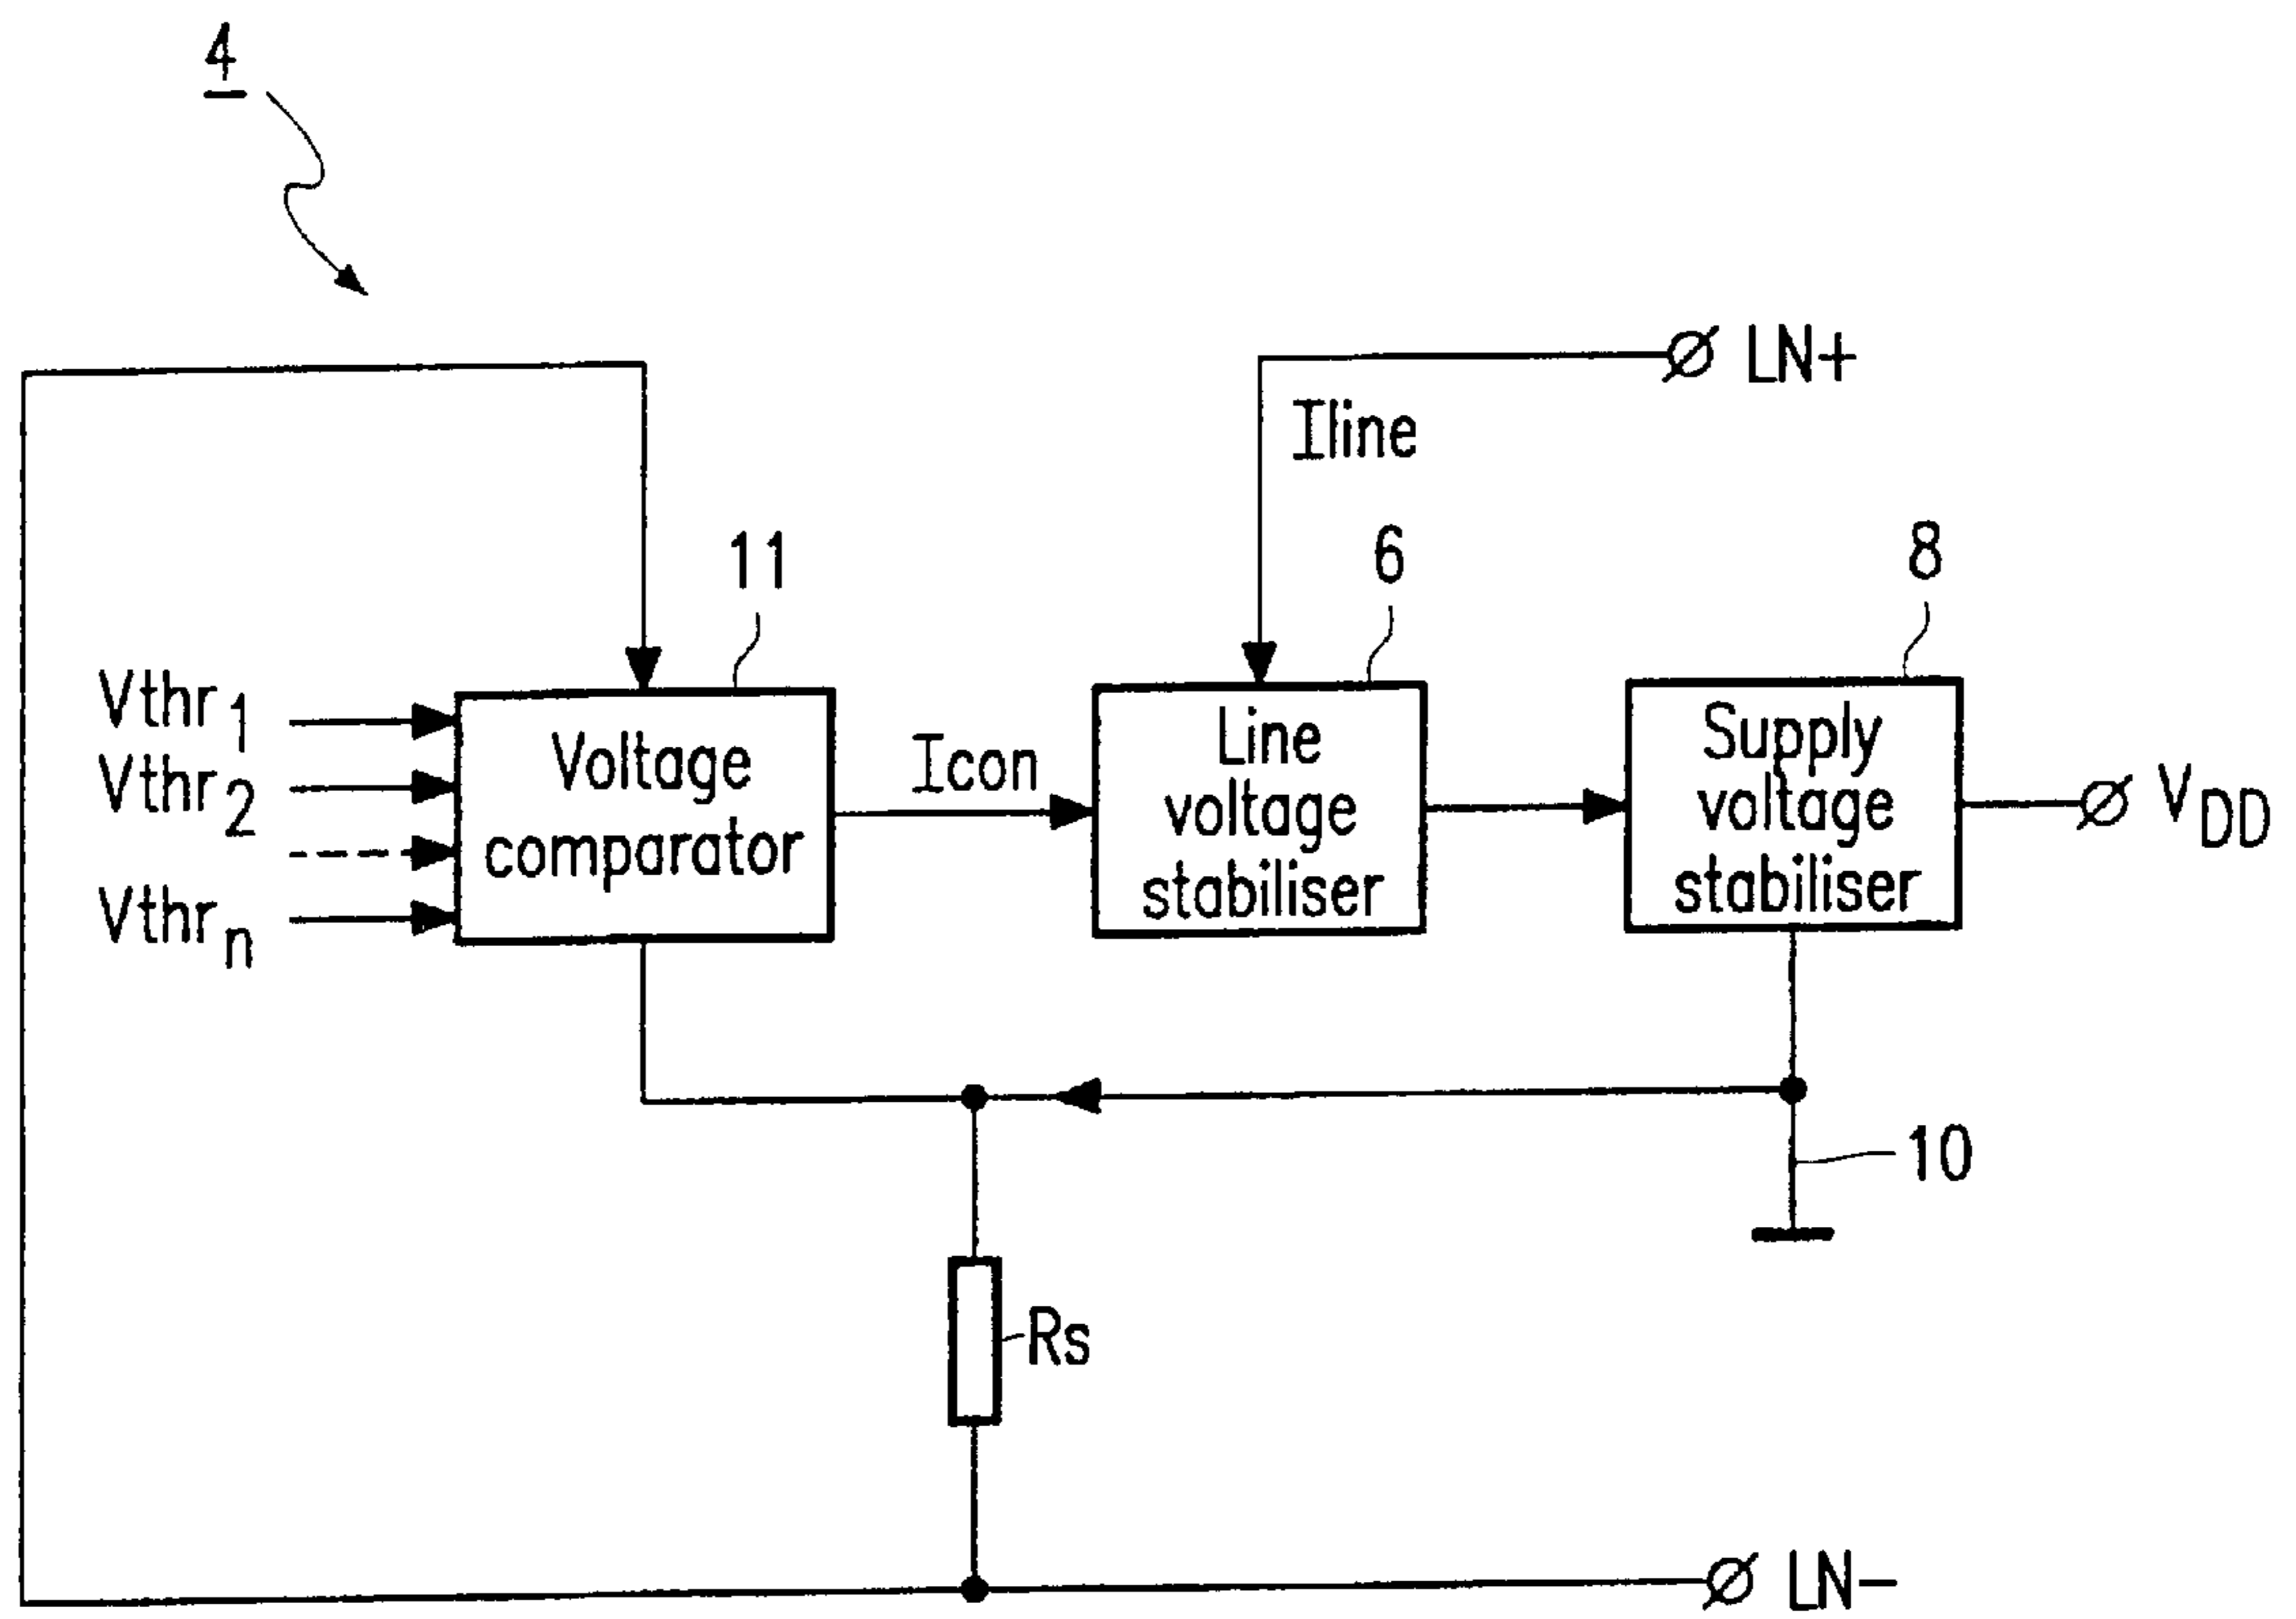 4
LN+
Iline
11
6
8
Vthr1
Vthr2
Vthrn
Voltage
comparator
Icon
Line
voltage
stabiliser
Supply
voltage
stabiliser
VDD
10
Rs
LN-